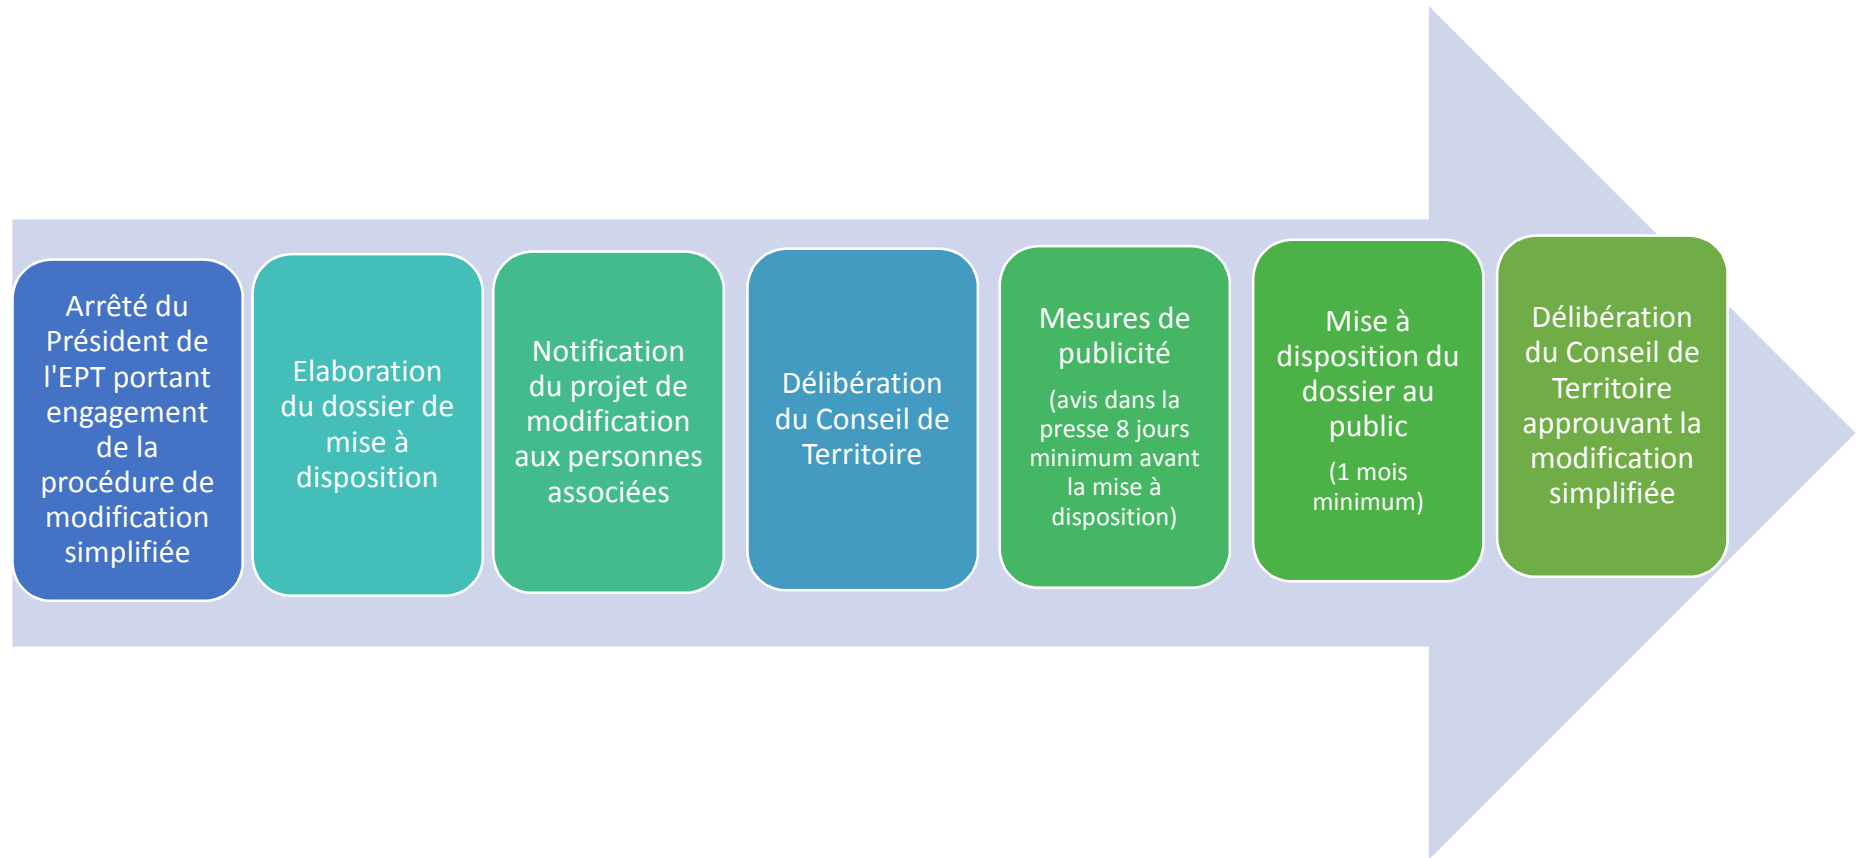 Arrêté du
Président de
l'EPT portant
engagement
de la
procédure de
modification
simplifiée
Elaboration
du dossier de
mise à
disposition
Notification
du projet de
modification
aux personnes
associées
Délibération
du Conseil de
Territoire
Mesures de
publicité
(avis dans la
presse 8 jours
minimum avant
la mise à
disposition)
Mise à
disposition du
dossier au
public
(1 mois
minimum)
Délibération
du Conseil de
Territoire
approuvant la
modification
simplifiée